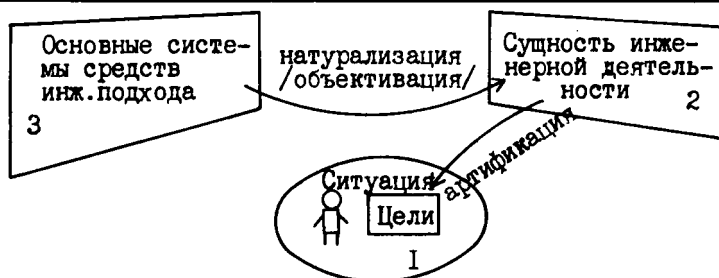 Основные систе-
мы средств
инж.подхода
3
натурализация
/объективация/
Сущность инже-
нерной деятель-
ности
2
артификация
Ситуация
Цели
I